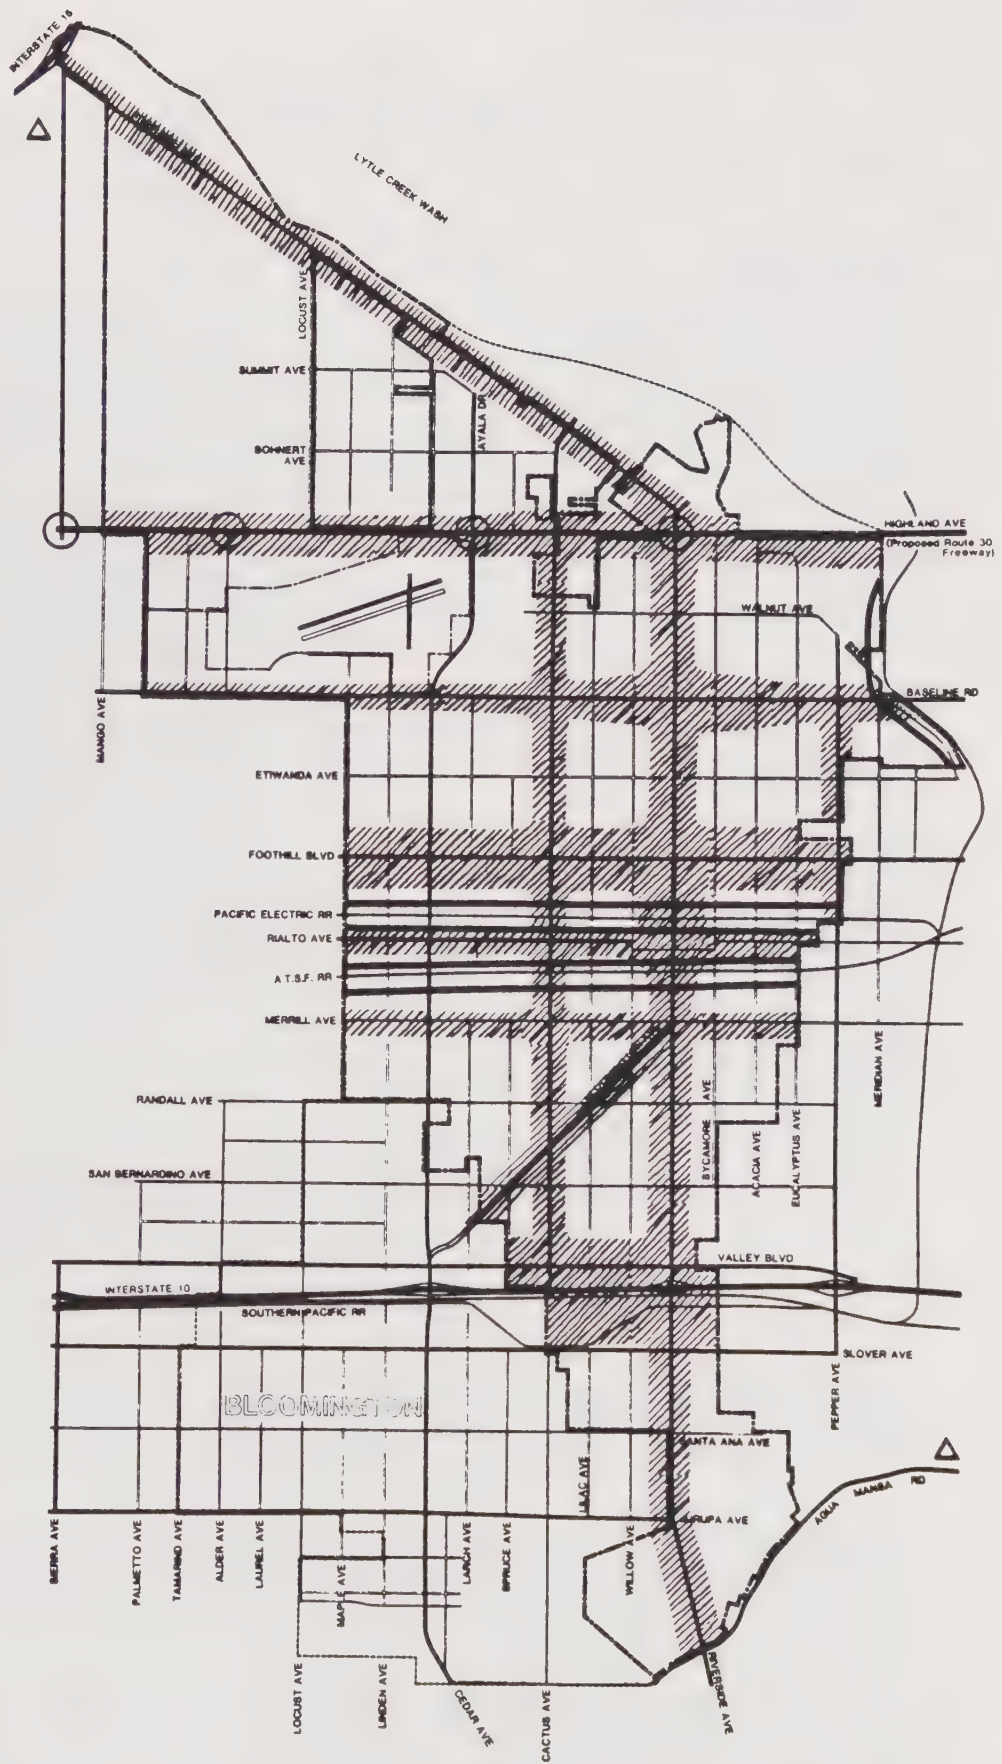 INTERSTATE 15
LYTLE CREEK WASH
LOCUST AVE
SUMMIT AVE
AYALA DR
BOHNERT
AVE
HIGHLAND AVE
(Proposed Route 30
Freeway)
WALNUT AVE
BASELINE RD
MANGO AVE
ETIWANDA AVE
FOOTHILL BLVD
PACIFIC ELECTRIC RR
RIALTO AVE
A.T.S.F. RR
MERRILL AVE
MERIDIAN AVE
RANDALL AVE
SYCAMORE AVE
ACACIA AVE
EUCALYPTUS AVE
SAN BERNARDINO AVE
VALLEY BLVD
INTERSTATE 10
SOUTHERN PACIFIC RR
SLOVER AVE
PEPPER AVE
BLOOMINGTON
SANTA ANA AVE
LILAC AVE
AGUA MANSA RD
JURUPA AVE
SIERRA AVE
PALMETTO AVE
TAMARIND AVE
ALDER AVE
LAUREL AVE
MAPLE AVE
LARCH AVE
SPRUCE AVE
WILLOW AVE
LOCUST AVE
LINDEN AVE
CEDAR AVE
CACTUS AVE
RIVERSIDE AVE